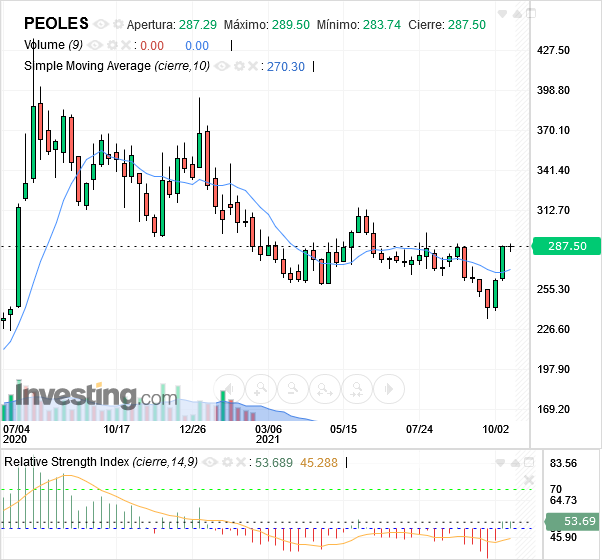 PEOLES Apertura: 287.29 Máximo: 289.50 Mínimo: 283.74 Cierre: 287.50
Volume (9) 0.00 0.00
Simple Moving Average (cierre,10) : 270.30
427.50
398.80
370.10
341.40
312.70
287.50
255.30
226.60
197.90
169.20
Investing.com
07/04 10/17 12/26 03/06 05/15 07/24 10/02
2020 2021
Relative Strength Index (cierre,14,9) : 53.689 45.288
83.56
70
64.73
53.69
45.90